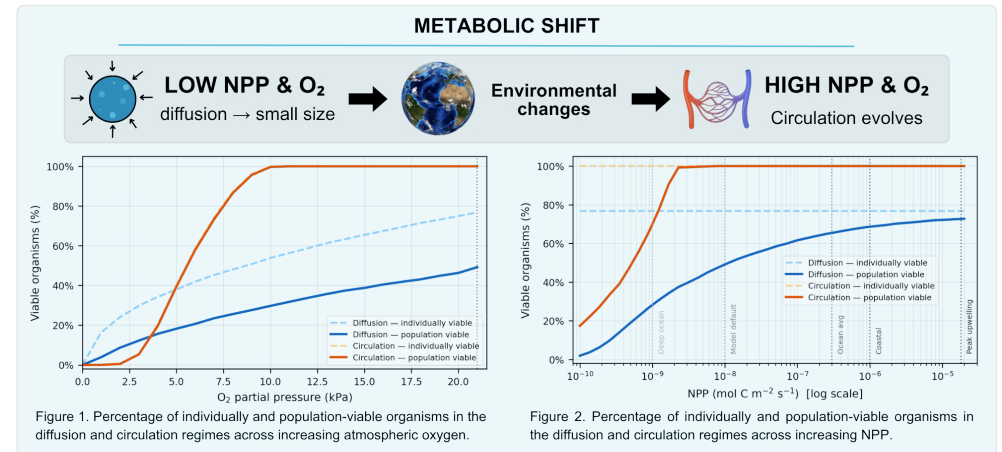 METABOLIC SHIFT
LOW NPP & O₂
diffusion → small size
Environmental
changes
HIGH NPP & O₂
Circulation evolves
Viable organisms (%)
100%
80%
60%
40%
20%
0%
0.0 2.5 5.0 7.5 10.0 12.5 15.0 17.5 20.0
O₂ partial pressure (kPa)
Diffusion — individually viable
Diffusion — population viable
Circulation — individually viable
Circulation — population viable
Figure 1. Percentage of individually and population-viable organisms in the
diffusion and circulation regimes across increasing atmospheric oxygen.
Viable organisms (%)
100%
80%
60%
40%
20%
0%
Diffusion — individually viable
Diffusion — population viable
Circulation — individually viable
Circulation — population viable
Deep ocean
Model default
Ocean avg
Coastal
Peak upwelling
10⁻¹⁰ 10⁻⁹ 10⁻⁸ 10⁻⁷ 10⁻⁶ 10⁻⁵
NPP (mol C m⁻² s⁻¹) [log scale]
Figure 2. Percentage of individually and population-viable organisms in
the diffusion and circulation regimes across increasing NPP.